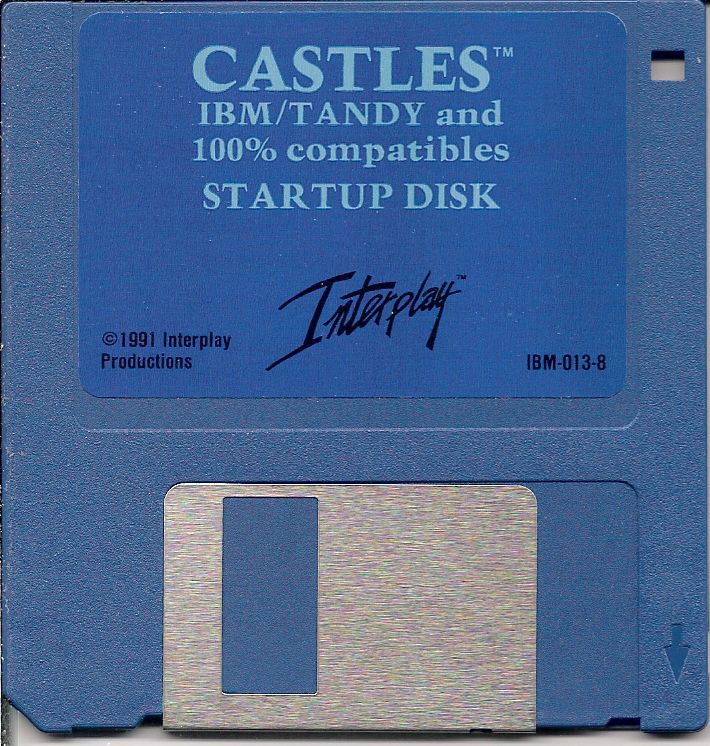 CASTLES™
IBM/TANDY and
100% compatibles
STARTUP DISK
Interplay™
©1991 Interplay
Productions
IBM-013-8